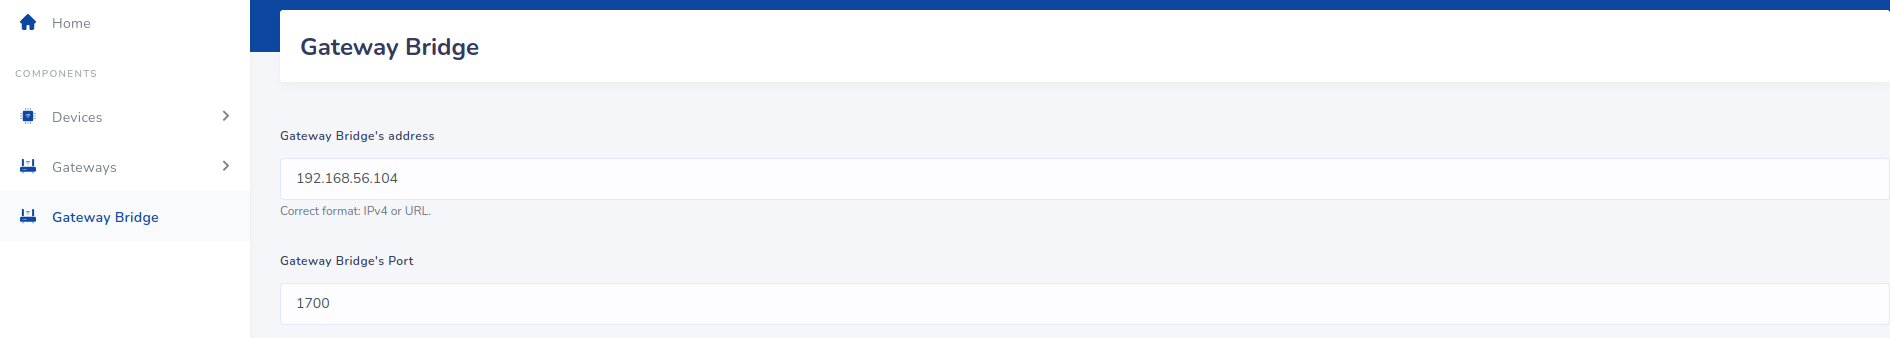 Home
COMPONENTS
Devices
Gateways
Gateway Bridge
Gateway Bridge
Gateway Bridge's address
192.168.56.104
Correct format: IPv4 or URL.
Gateway Bridge's Port
1700